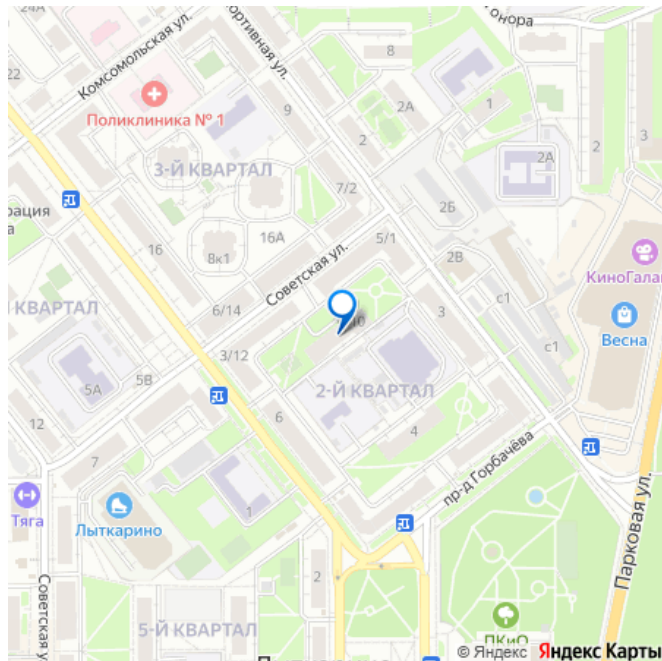 24А
Комсомольская ул.
Спортивная ул.
8
22
Поликлиника № 1
9
2А
1
2
2А
2
3
3-Й КВАРТАЛ
7/2
2Б
16
16А
5/1
8к1
Советская ул.
2В
КиноГалак
6/14
с1
Весна
КВАРТАЛ
3
с1
3/12
5А
5В
2-Й КВАРТАЛ
12
6
4
7
пр-д Горбачёва
Тяга
Лыткарино
1
Парковая ул.
2
Советская ул.
5-Й КВАРТАЛ
ПКиО
© Яндекс Яндекс Карты